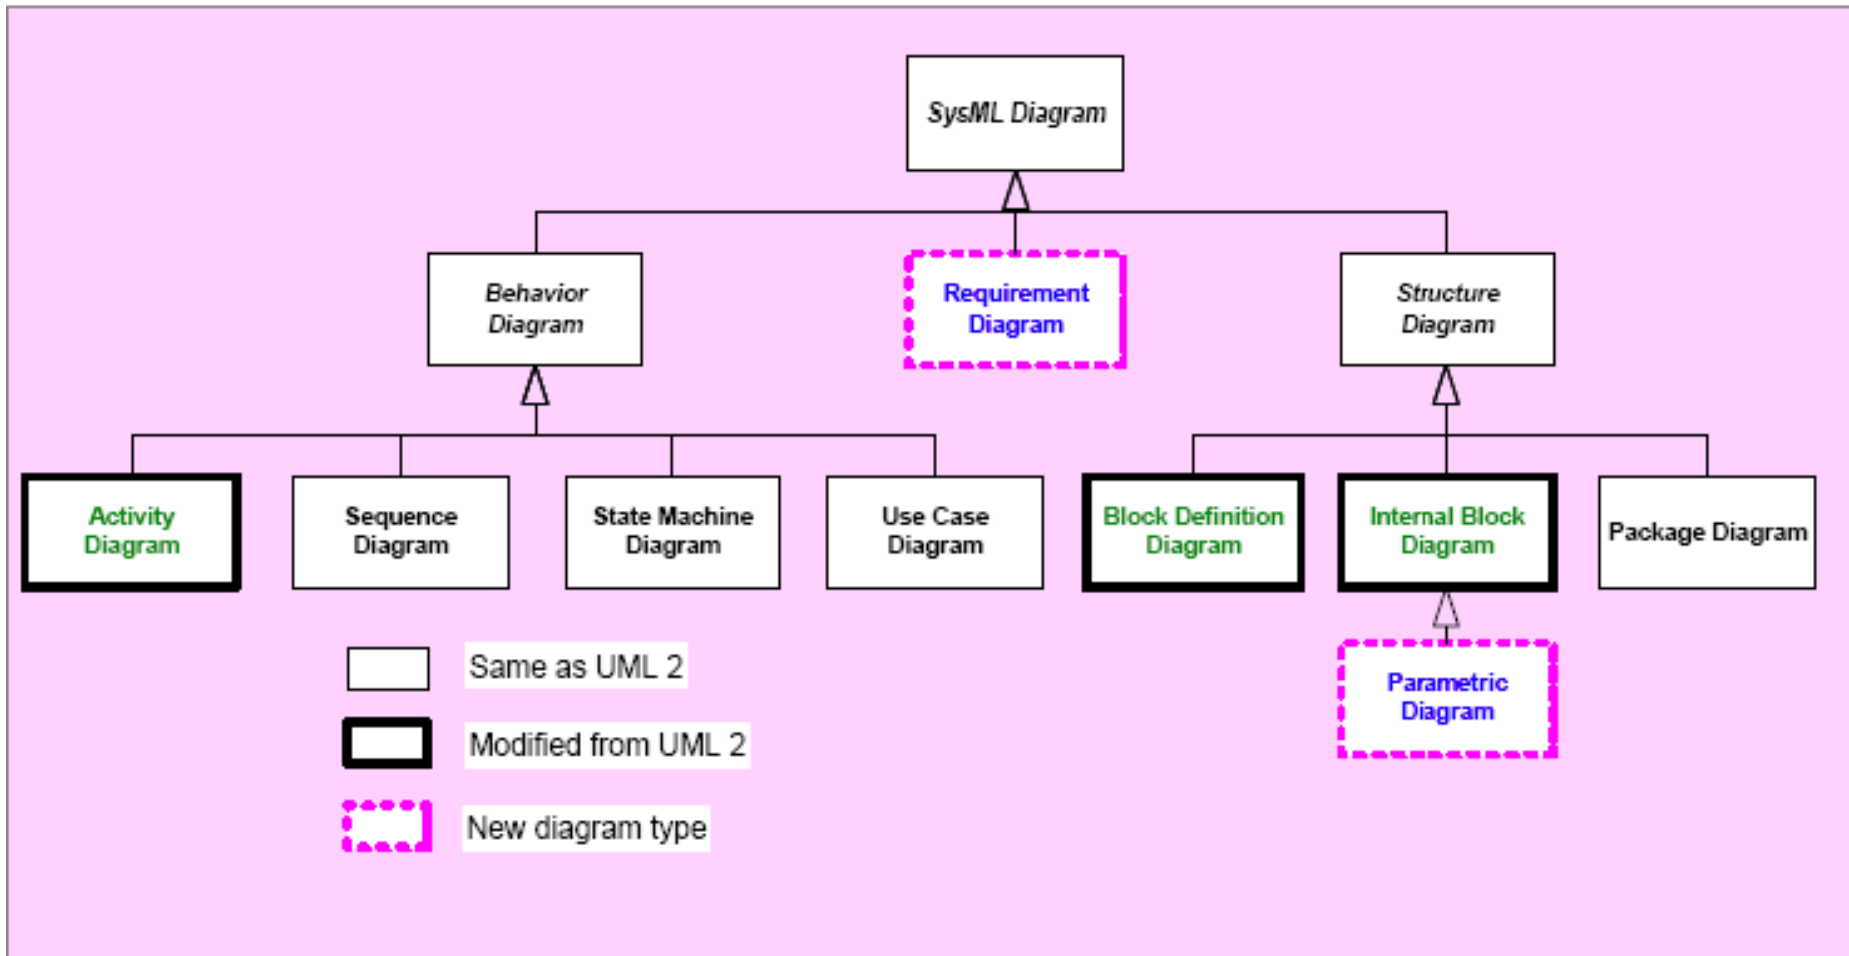 SysML Diagram
Behavior
Diagram
Requirement
Diagram
Structure
Diagram
Activity
Diagram
Sequence
Diagram
State Machine
Diagram
Use Case
Diagram
Block Definition
Diagram
Internal Block
Diagram
Package Diagram
Parametric
Diagram
Same as UML 2
Modified from UML 2
New diagram type